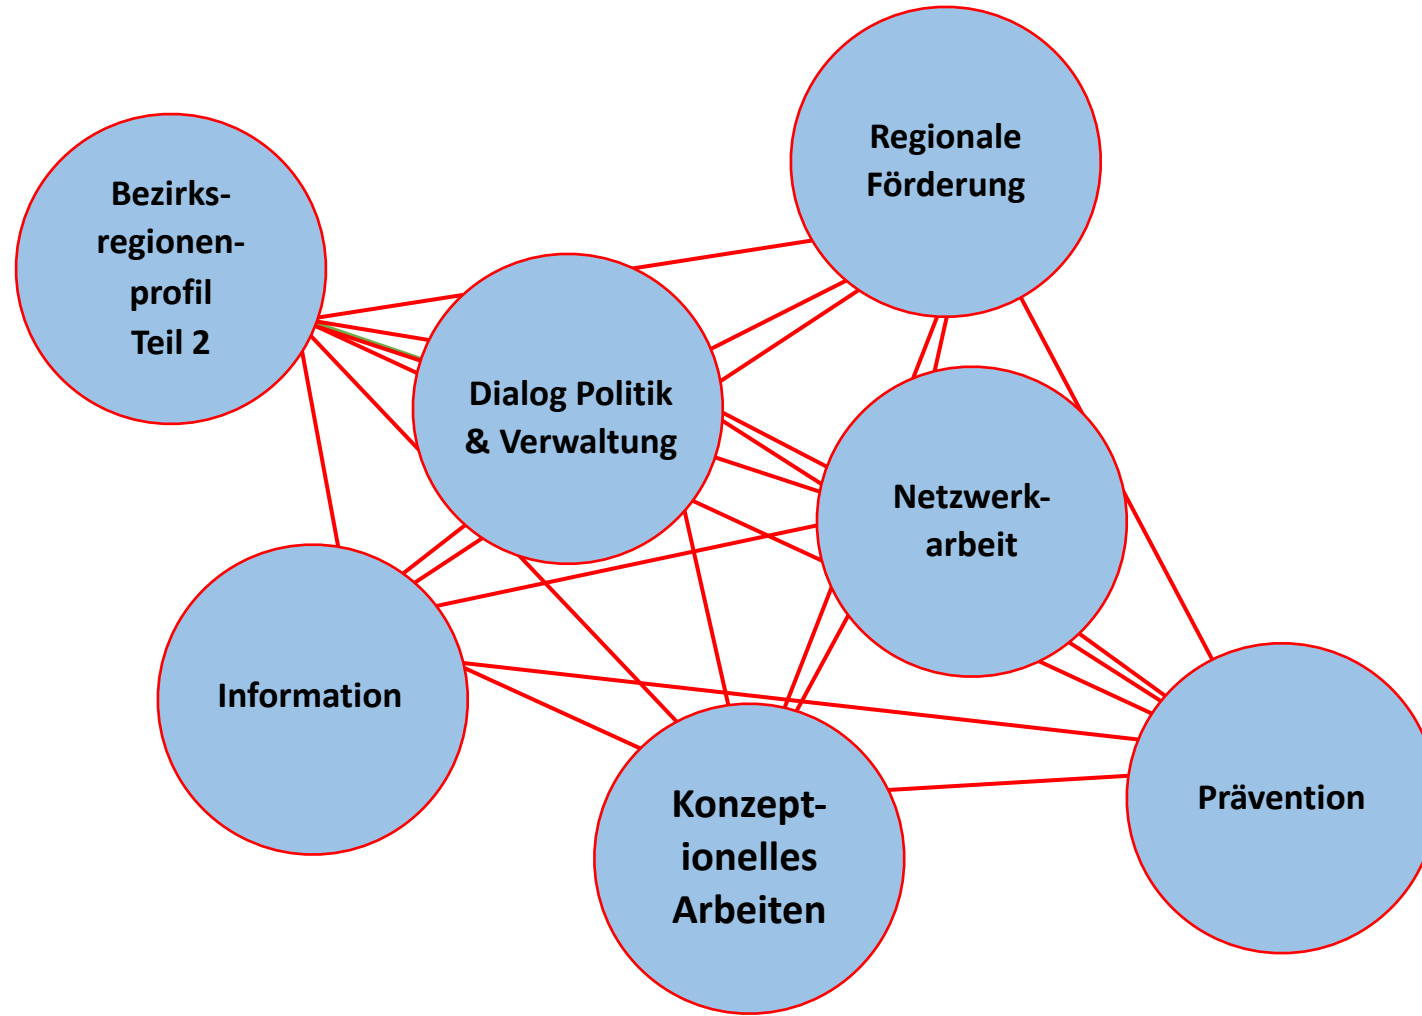 Regionale
Förderung
Bezirks-
regionen-
profil
Teil 2
Dialog Politik
& Verwaltung
Netzwerk-
arbeit
Information
Konzept-
ionelles
Arbeiten
Prävention